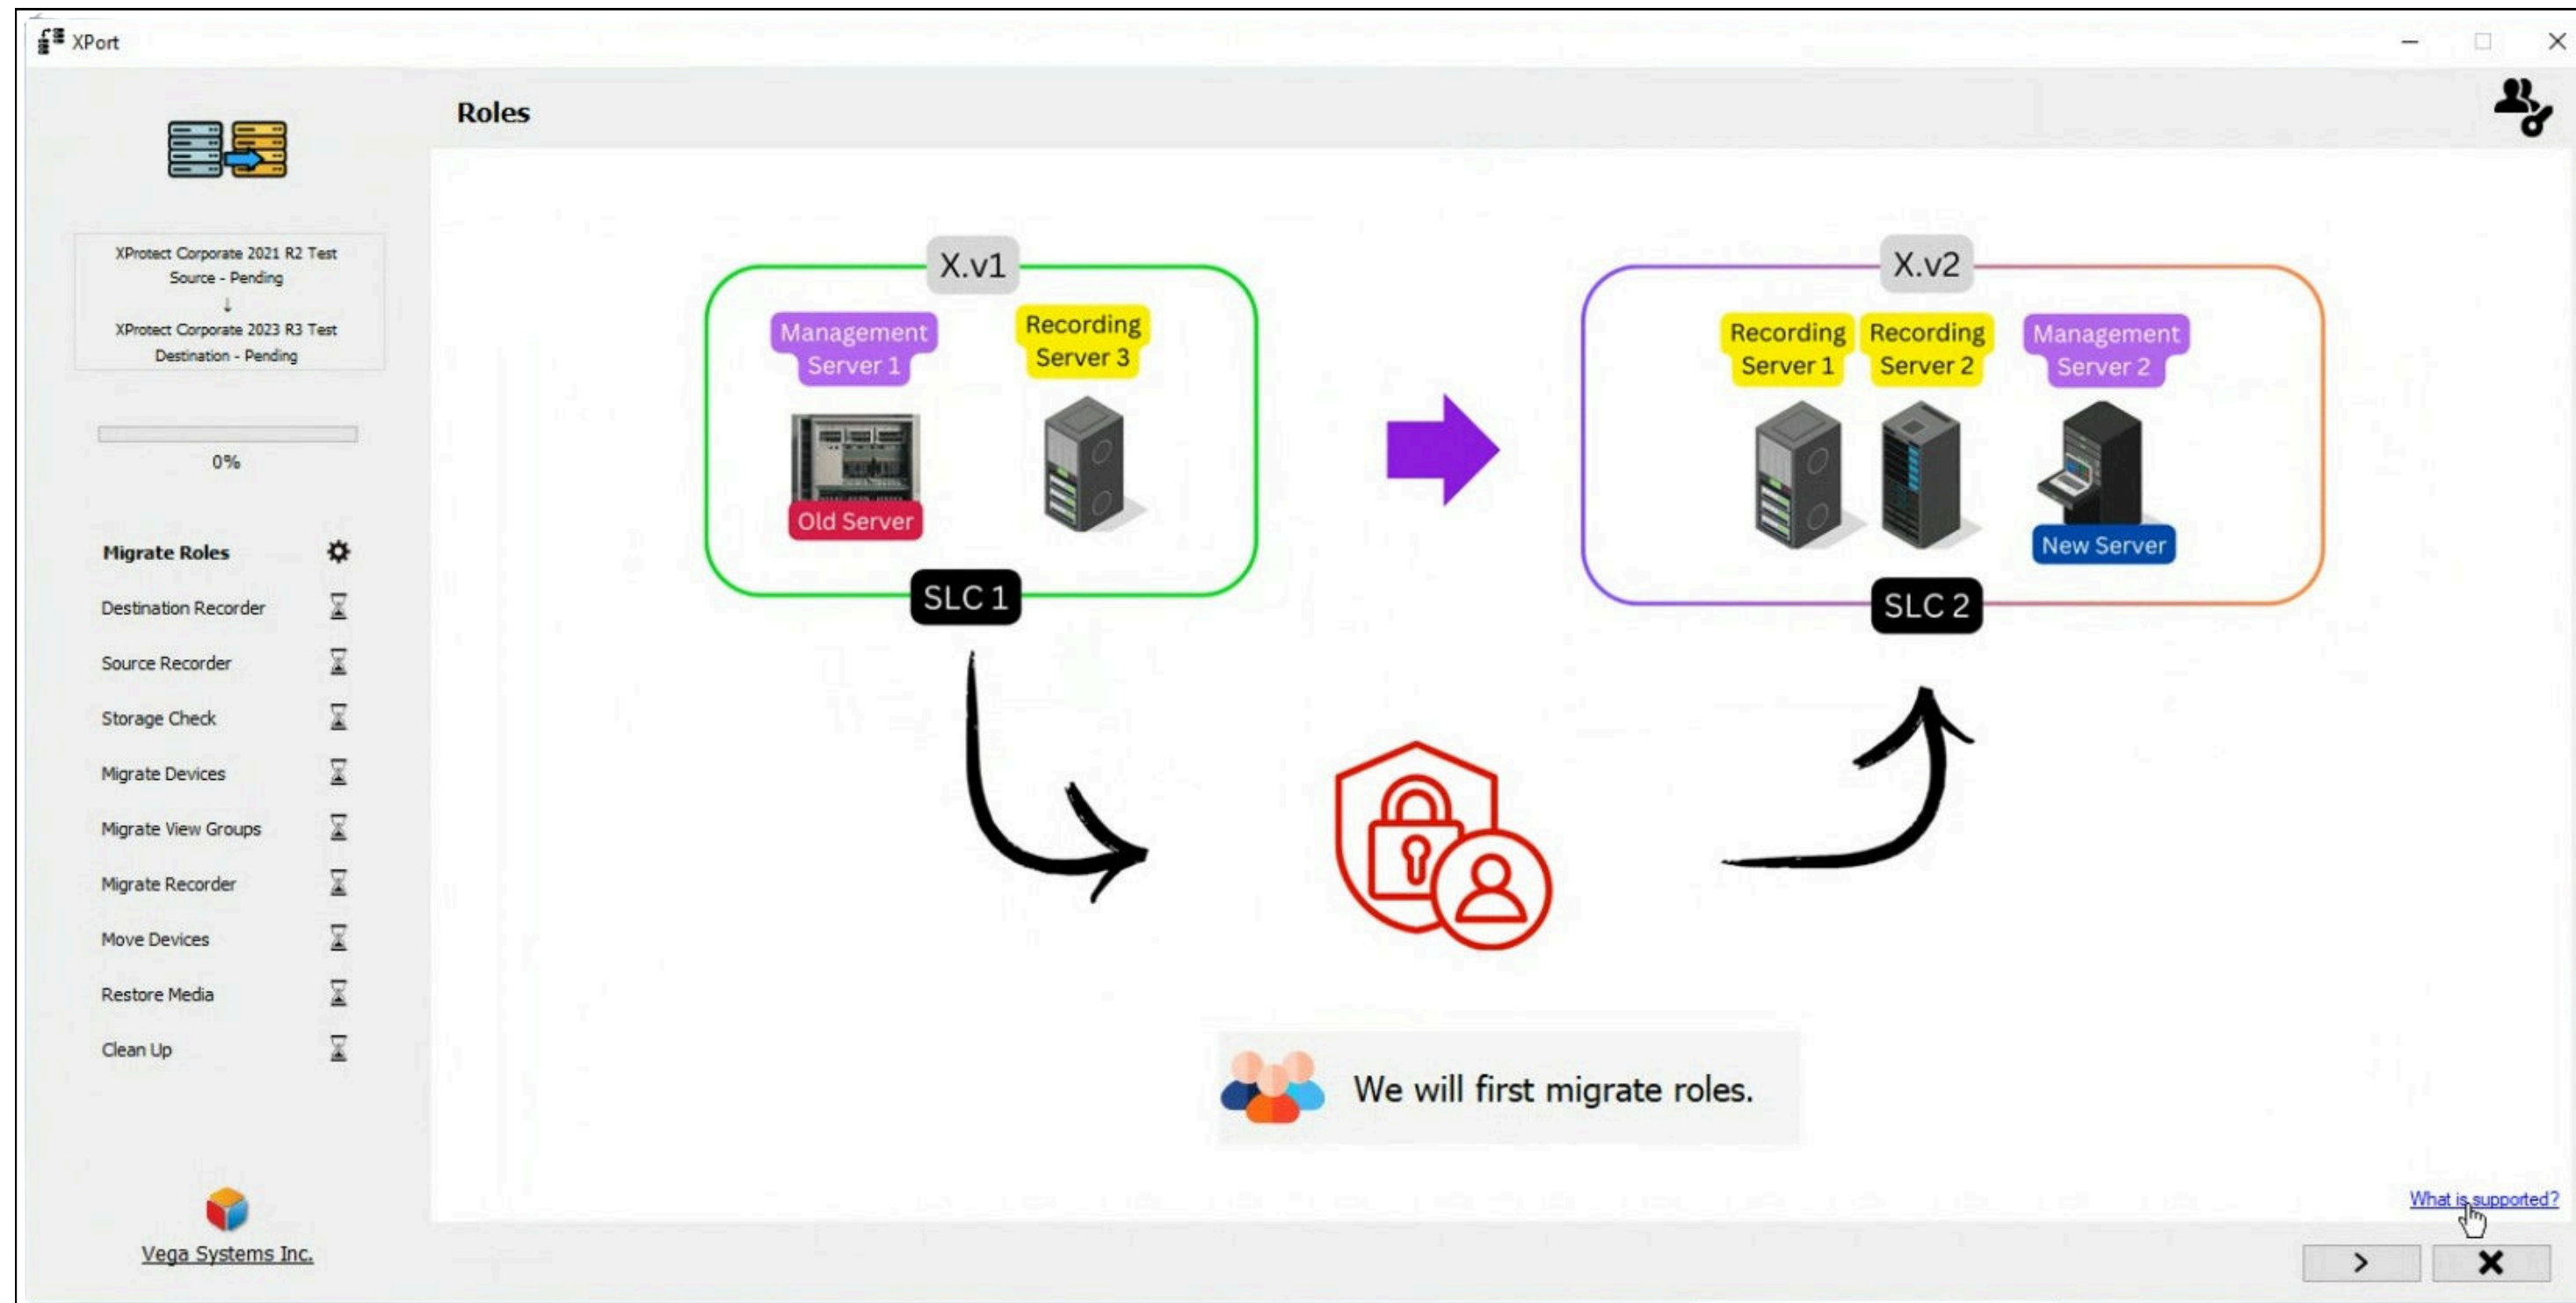 XPort
Roles
XProtect Corporate 2021 R2 Test
Source - Pending
↓
XProtect Corporate 2023 R3 Test
Destination - Pending
0%
Migrate Roles
Destination Recorder
Source Recorder
Storage Check
Migrate Devices
Migrate View Groups
Migrate Recorder
Move Devices
Restore Media
Clean Up
Vega Systems Inc.
X.v1
Management
Server 1
Recording
Server 3
Old Server
SLC 1
X.v2
Recording
Server 1
Recording
Server 2
Management
Server 2
New Server
SLC 2
We will first migrate roles.
What is supported?
>